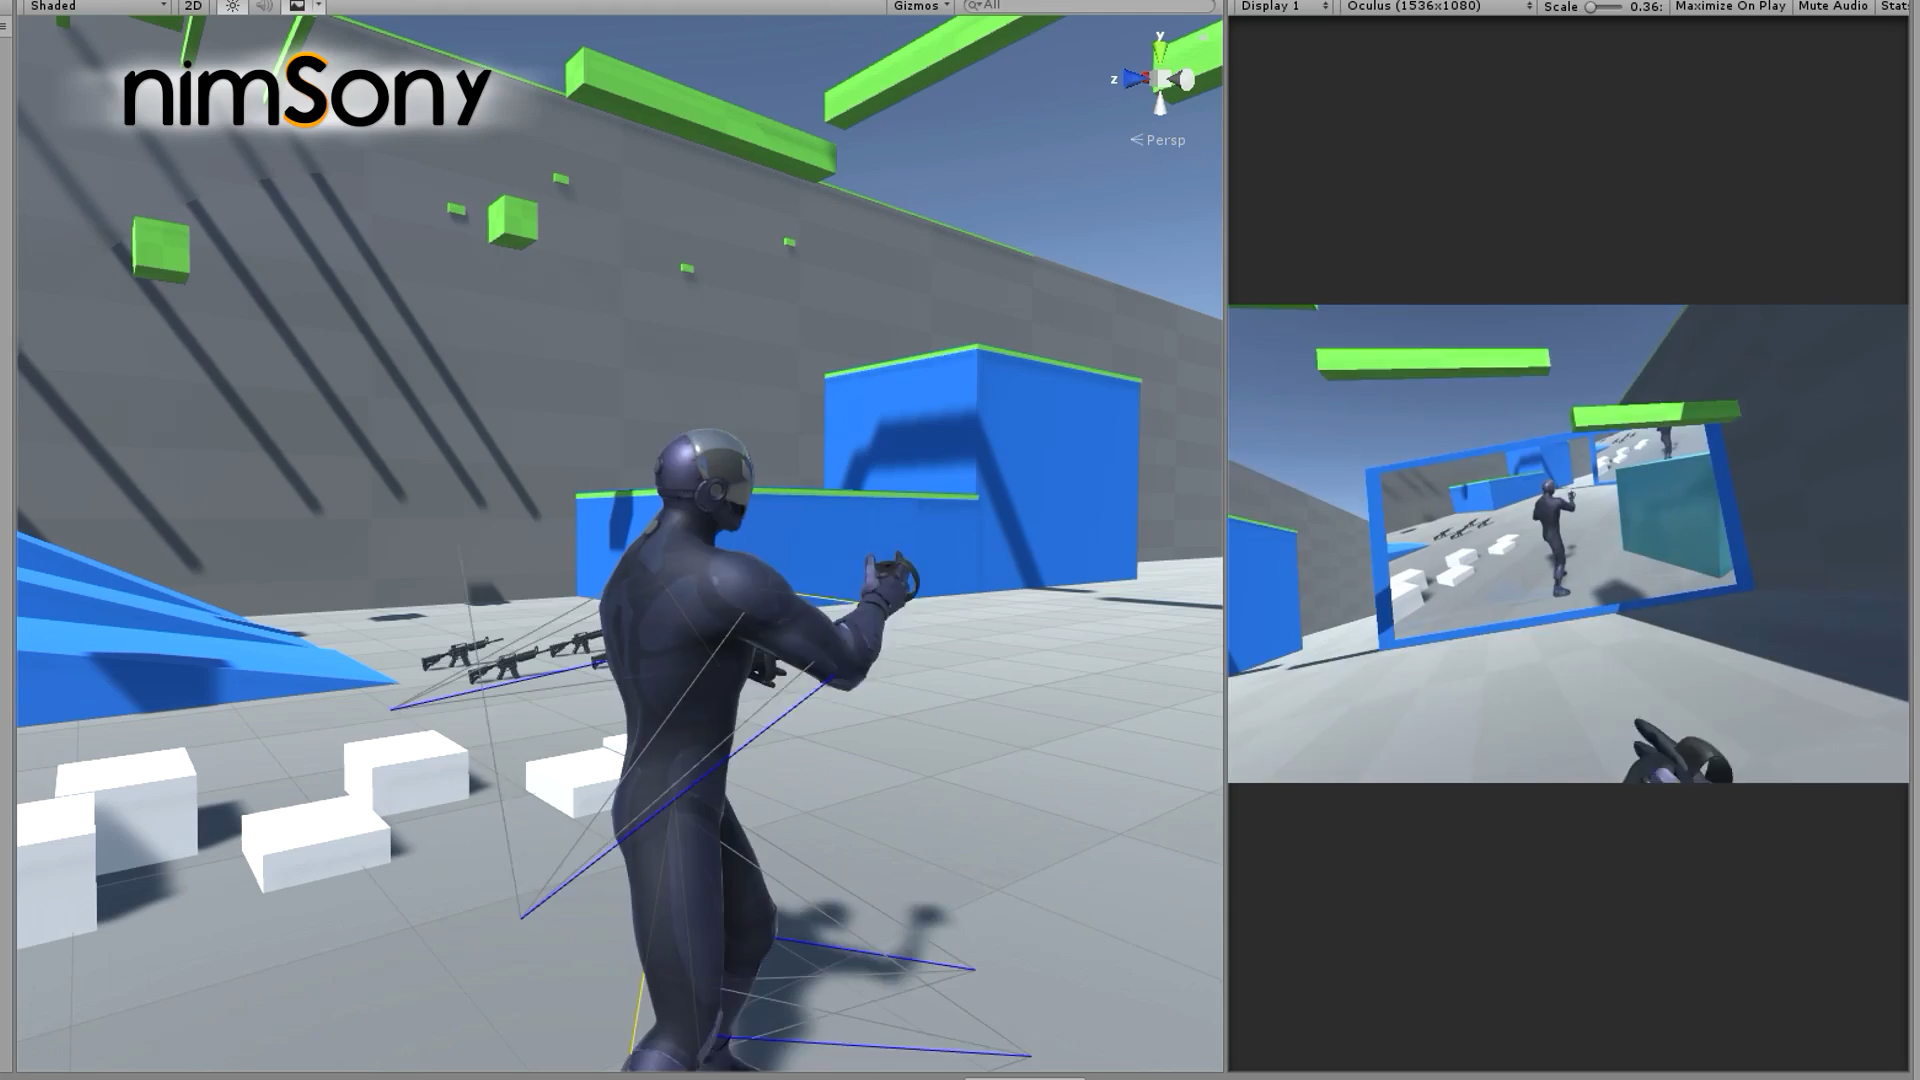 Shaded 2D Gizmos All Display 1 Oculus (1536x1080) Scale 0.36: Maximize On Play Mute Audio Stat
nimSony
y
z
Persp